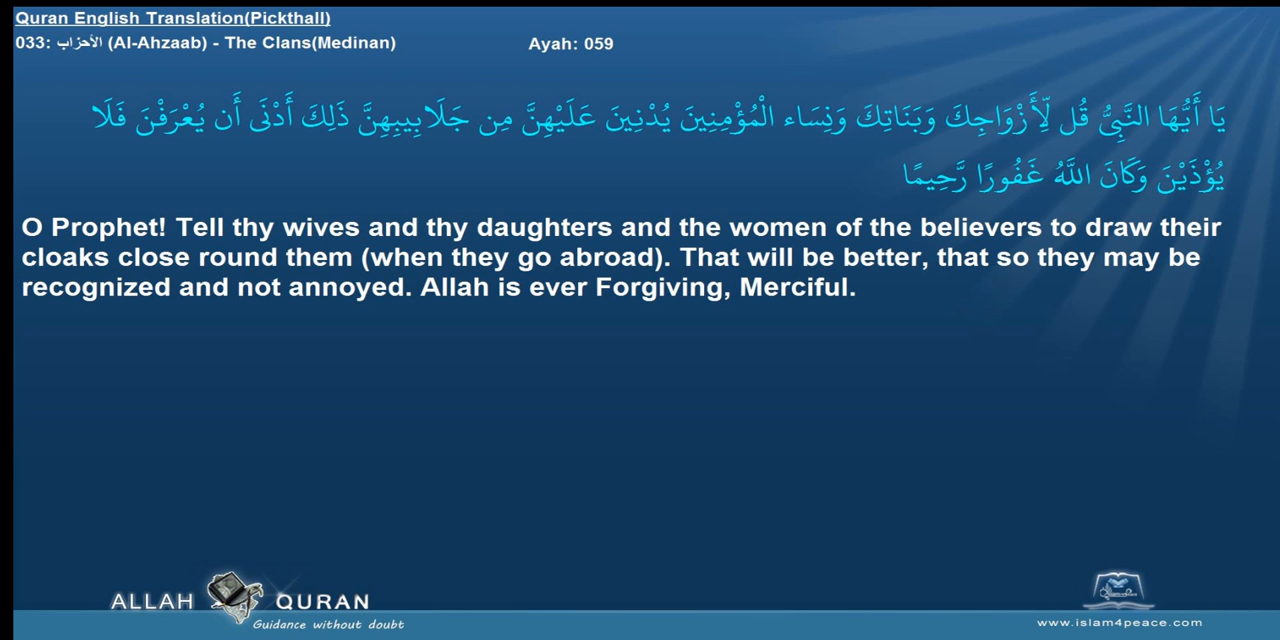 Quran English Translation(Pickthall)
033: الأحزاب (Al-Ahzaab) - The Clans(Medinan) Ayah: 059
يَا أَيُّهَا النَّبِيُّ قُل لِّأَزْوَاجِكَ وَبَنَاتِكَ وَنِسَاء الْمُؤْمِنِينَ يُدْنِينَ عَلَيْهِنَّ مِن جَلَابِيبِهِنَّ ذَلِكَ أَدْنَى أَن يُعْرَفْنَ فَلَا
يُؤْذَيْنَ وَكَانَ اللَّهُ غَفُورًا رَّحِيمًا
O Prophet! Tell thy wives and thy daughters and the women of the believers to draw their
cloaks close round them (when they go abroad). That will be better, that so they may be
recognized and not annoyed. Allah is ever Forgiving, Merciful.
ALLAH QURAN
Guidance without doubt
www.islam4peace.com